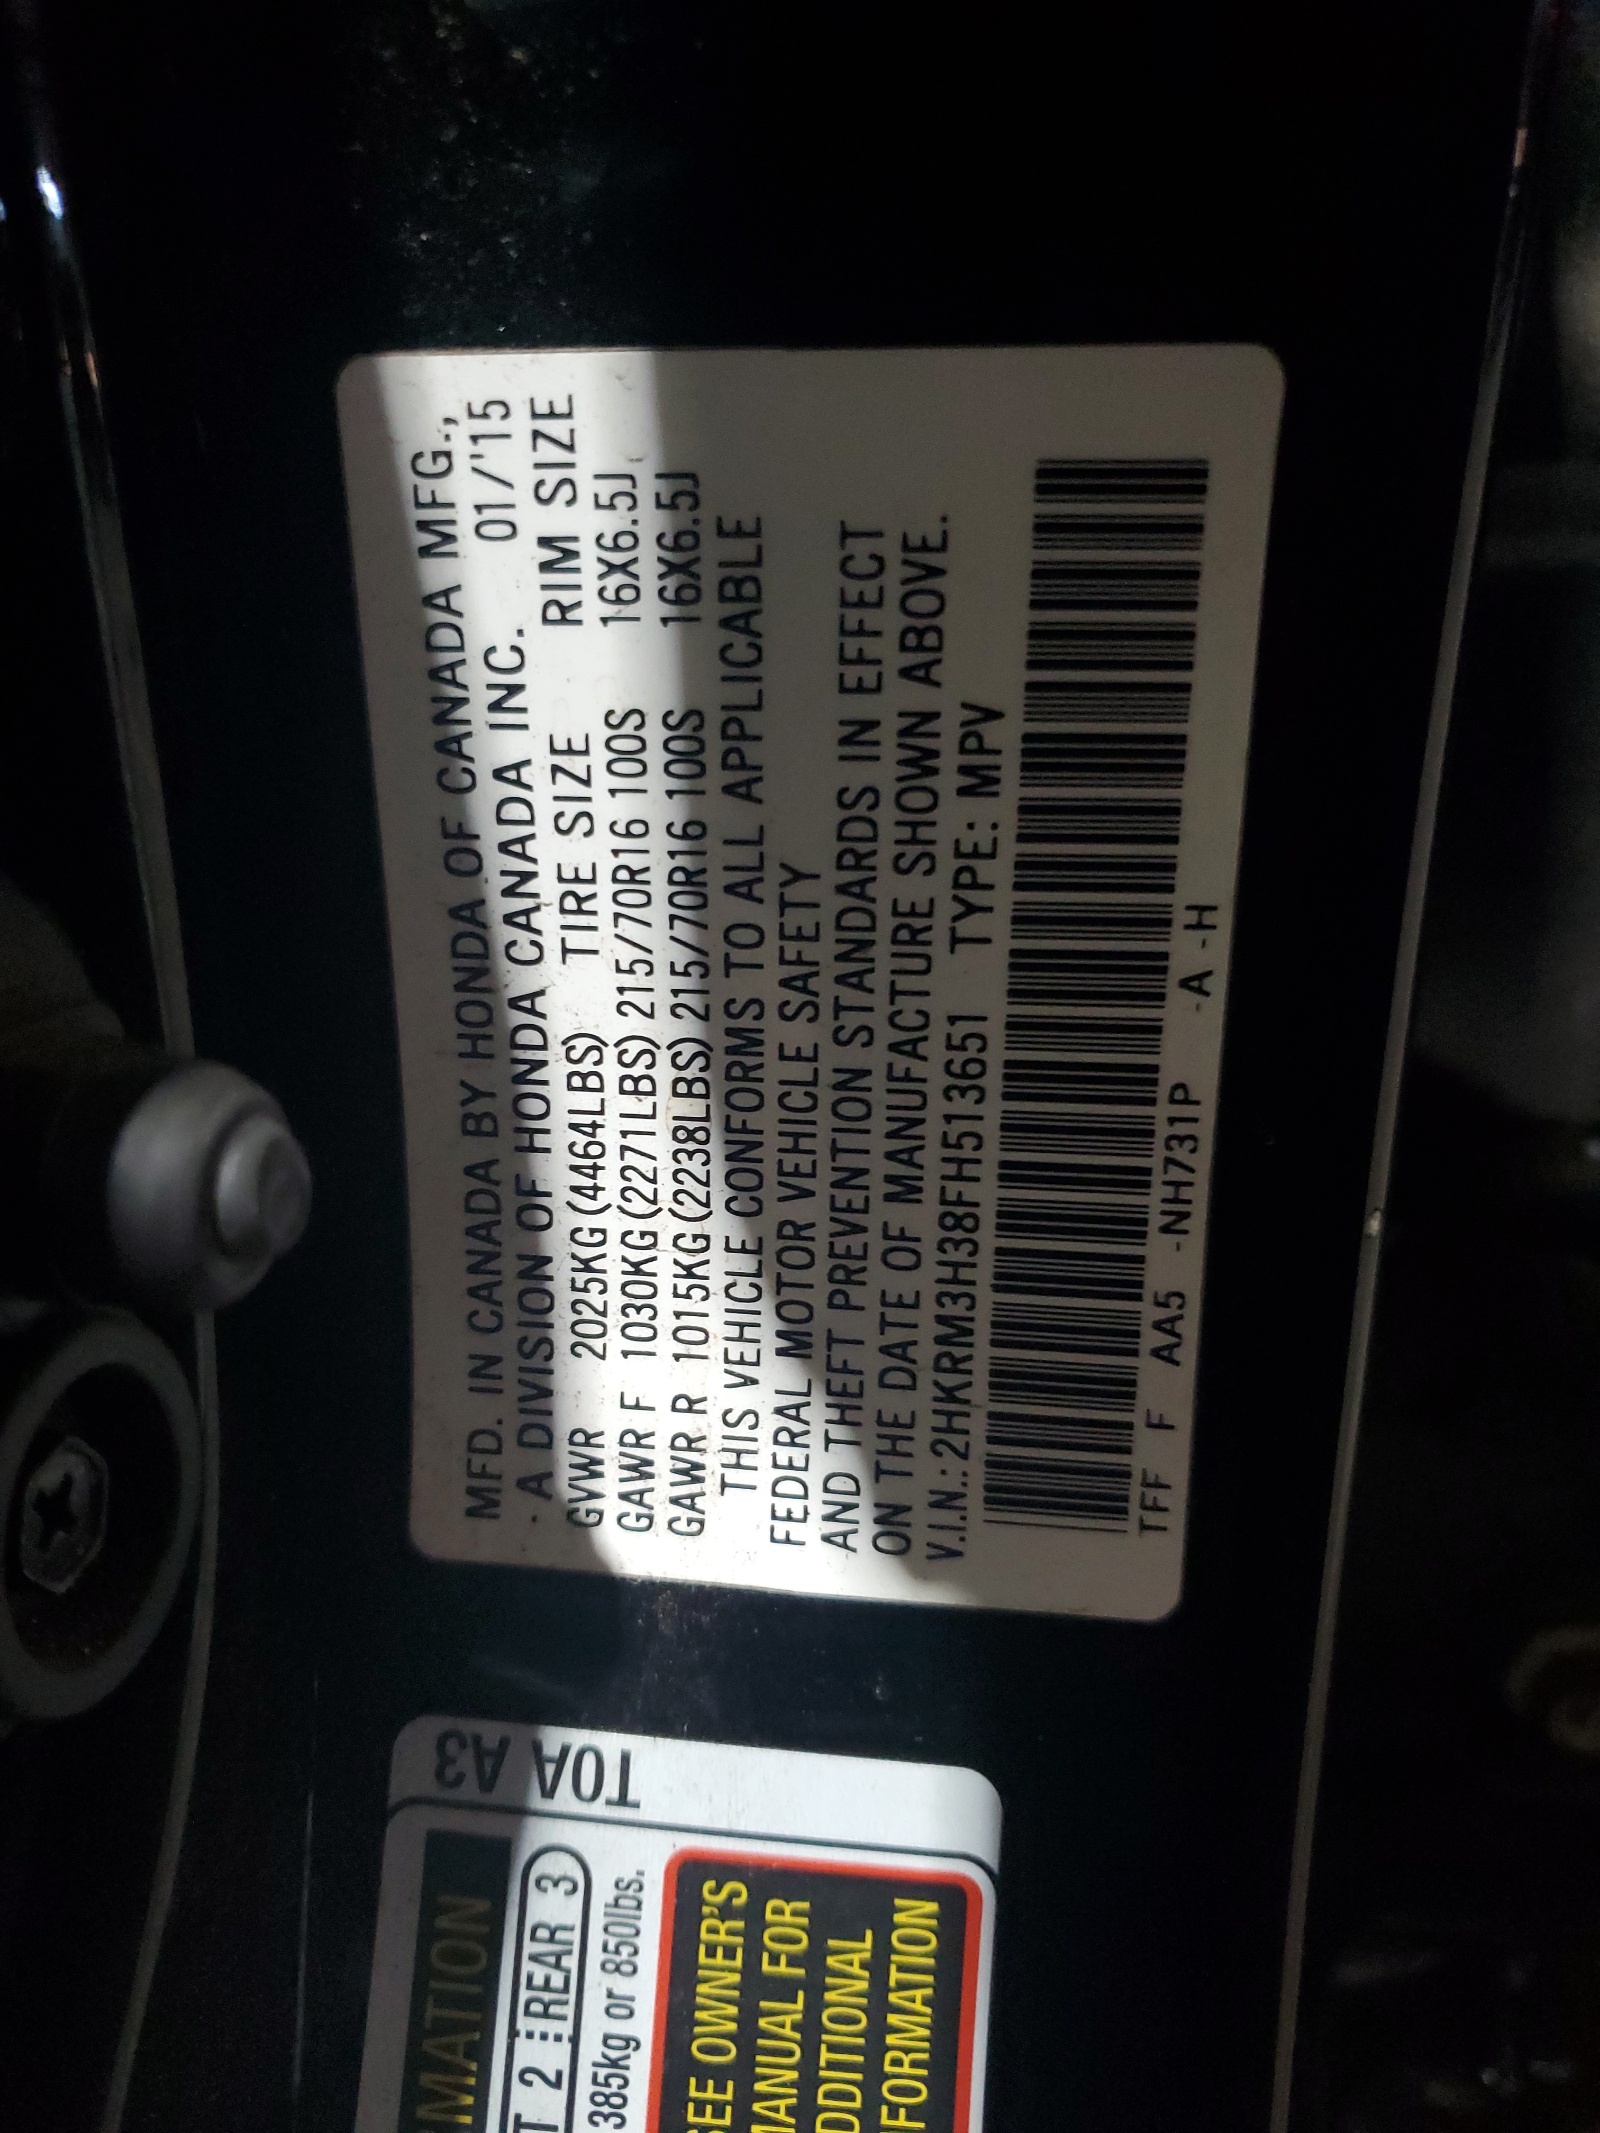 MFD. IN CANADA BY HONDA OF CANADA MFG.,
A DIVISION OF HONDA CANADA INC. 01/'15
GVWR 2025KG(4464LBS) TIRE SIZE RIM SIZE
GAWR F 1030KG(2271LBS) 215/70R16 100S 16X6.5J
GAWR R 1015KG(2238LBS) 215/70R16 100S 16X6.5J
THIS VEHICLE CONFORMS TO ALL APPLICABLE
FEDERAL MOTOR VEHICLE SAFETY
AND THEFT PREVENTION STANDARDS IN EFFECT
ON THE DATE OF MANUFACTURE SHOWN ABOVE.
V.I.N.: 2HKRM3H38FH513651 TYPE: MPV
TFF F AA5 -NH731P -A -H
T0A A3
MATION
T 2 REAR 3
385kg or 850lbs.
SEE OWNER'S
MANUAL FOR
DDITIONAL
FORMATION